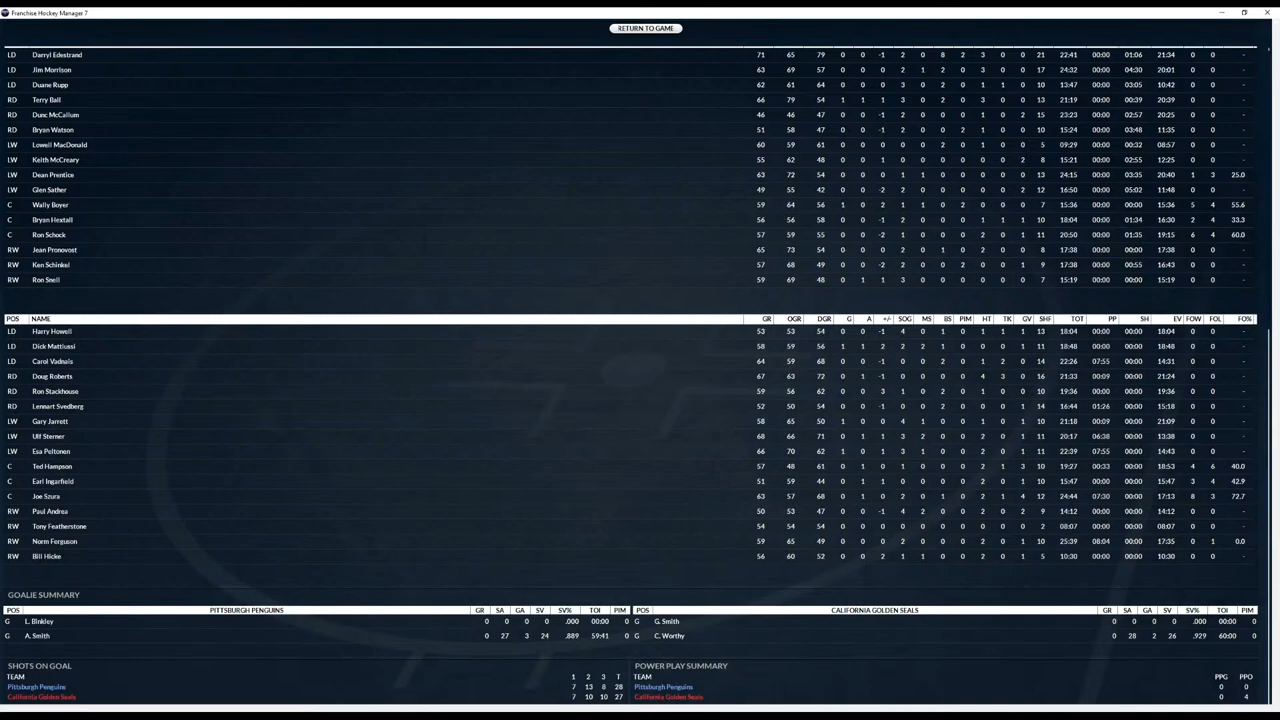 Franchise Hockey Manager 7
RETURN TO GAME
LD Darryl Edestrand 71 65 79 0 0 -1 2 0 8 2 3 0 0 21 22:41 00:00 01:06 21:34 0 0 -
LD Jim Morrison 63 69 57 0 0 0 2 1 2 0 3 0 0 17 24:32 00:00 04:30 20:01 0 0 -
LD Duane Rupp 62 61 64 0 0 0 3 0 2 0 1 1 0 10 13:47 00:00 03:05 10:42 0 0 -
RD Terry Ball 66 79 54 1 1 1 3 0 2 0 3 0 0 13 21:19 00:00 00:39 20:39 0 0 -
RD Dunc McCallum 46 46 47 0 0 -1 2 0 0 0 1 0 2 15 23:23 00:00 02:57 20:25 0 0 -
RD Bryan Watson 51 58 47 0 0 -1 2 0 0 2 1 0 1 10 15:24 00:00 03:48 11:35 0 0 -
LW Lowell MacDonald 60 59 61 0 0 0 0 0 2 0 1 0 0 5 09:29 00:00 00:32 08:57 0 0 -
LW Keith McCreary 55 62 48 0 0 1 0 0 0 0 0 0 2 8 15:21 00:00 02:55 12:25 0 0 -
LW Dean Prentice 63 72 54 0 0 0 1 1 0 0 0 0 0 13 24:15 00:00 03:35 20:40 1 3 25.0
LW Glen Sather 49 55 42 0 0 -2 2 0 0 0 0 0 2 12 16:50 00:00 05:02 11:48 0 0 -
C Wally Boyer 59 64 56 1 0 2 1 1 0 2 0 0 0 7 15:36 00:00 00:00 15:36 5 4 55.6
C Bryan Hextall 56 56 58 0 0 -1 2 0 0 0 1 1 1 10 18:04 00:00 01:34 16:30 2 4 33.3
C Ron Schock 57 59 55 0 0 -2 1 0 0 0 2 0 1 11 20:50 00:00 01:35 19:15 6 4 60.0
RW Jean Pronovost 65 73 54 0 0 0 2 0 1 0 2 0 0 8 17:38 00:00 00:00 17:38 0 0 -
RW Ken Schinkel 57 68 49 0 0 -2 2 0 0 2 0 0 1 9 17:38 00:00 00:55 16:43 0 0 -
RW Ron Snell 59 69 48 0 1 1 3 0 0 0 0 0 0 7 15:19 00:00 00:00 15:19 0 0 -
POS NAME GR OGR DGR G A +/- SOG MS BS PIM HT TK GV SHF TOT PP SH EV FOW FOL FO%
LD Harry Howell 53 53 54 0 0 -1 4 0 1 0 1 1 1 13 18:04 00:00 00:00 18:04 0 0 -
LD Dick Mattiussi 58 59 56 1 1 2 2 2 1 0 0 0 1 11 18:48 00:00 00:00 18:48 0 0 -
LD Carol Vadnais 64 59 68 0 0 -1 0 0 2 0 1 2 0 14 22:26 07:55 00:00 14:31 0 0 -
RD Doug Roberts 67 63 72 0 1 -1 0 0 0 0 4 3 0 16 21:33 00:09 00:00 21:24 0 0 -
RD Ron Stackhouse 59 56 62 0 0 3 1 0 2 0 1 0 0 10 19:36 00:00 00:00 19:36 0 0 -
RD Lennart Svedberg 52 50 54 0 0 -1 0 0 2 0 0 0 1 14 16:44 01:26 00:00 15:18 0 0 -
LW Gary Jarrett 58 65 50 1 0 0 4 1 0 0 0 0 1 10 21:18 00:09 00:00 21:09 0 0 -
LW Ulf Sterner 68 66 71 0 1 1 3 2 0 0 2 0 1 11 20:17 06:38 00:00 13:38 0 0 -
LW Esa Peltonen 66 70 62 1 0 1 3 1 0 0 2 0 1 11 22:39 07:55 00:00 14:43 0 0 -
C Ted Hampson 57 48 61 0 1 0 1 0 0 0 2 1 3 10 19:27 00:33 00:00 18:53 4 6 40.0
C Earl Ingarfield 51 59 44 0 1 1 0 0 0 0 0 0 1 10 15:47 00:00 00:00 15:47 3 4 42.9
C Joe Szura 63 57 68 0 1 0 2 0 1 0 2 1 4 12 24:44 07:30 00:00 17:13 8 3 72.7
RW Paul Andrea 50 53 47 0 0 -1 4 2 0 0 2 0 2 9 14:12 00:00 00:00 14:12 0 0 -
RW Tony Featherstone 54 54 54 0 0 0 0 0 0 0 0 0 0 2 08:07 00:00 00:00 08:07 0 0 -
RW Norm Ferguson 59 65 49 0 0 0 2 0 0 0 2 0 1 10 25:39 08:04 00:00 17:35 0 1 0.0
RW Bill Hicke 56 60 52 0 0 2 1 1 0 0 2 0 1 5 10:30 00:00 00:00 10:30 0 0 -
GOALIE SUMMARY
POS PITTSBURGH PENGUINS GR SA GA SV SV% TOI PIM POS CALIFORNIA GOLDEN SEALS GR SA GA SV SV% TOI PIM
G L. Binkley 0 0 0 0 .000 00:00 0 G G. Smith 0 0 0 0 .000 00:00 0
G A. Smith 0 27 3 24 .889 59:41 0 G C. Worthy 0 28 2 26 .929 60:00 0
SHOTS ON GOAL POWER PLAY SUMMARY
TEAM 1 2 3 T TEAM PPG PPO
Pittsburgh Penguins 7 13 8 28 Pittsburgh Penguins 0 0
California Golden Seals 7 10 10 27 California Golden Seals 0 4